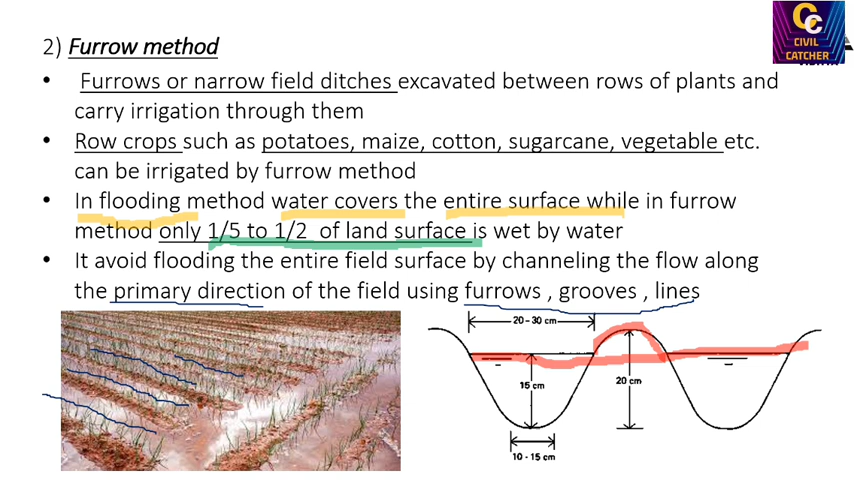 CC
CIVIL
CATCHER
2) Furrow method
• Furrows or narrow field ditches excavated between rows of plants and
carry irrigation through them
• Row crops such as potatoes, maize, cotton, sugarcane, vegetable etc.
can be irrigated by furrow method
• In flooding method water covers the entire surface while in furrow
method only 1/5 to 1/2 of land surface is wet by water
• It avoid flooding the entire field surface by channeling the flow along
the primary direction of the field using furrows , grooves , lines
20-30 cm
15 cm
20 cm
10-15 cm